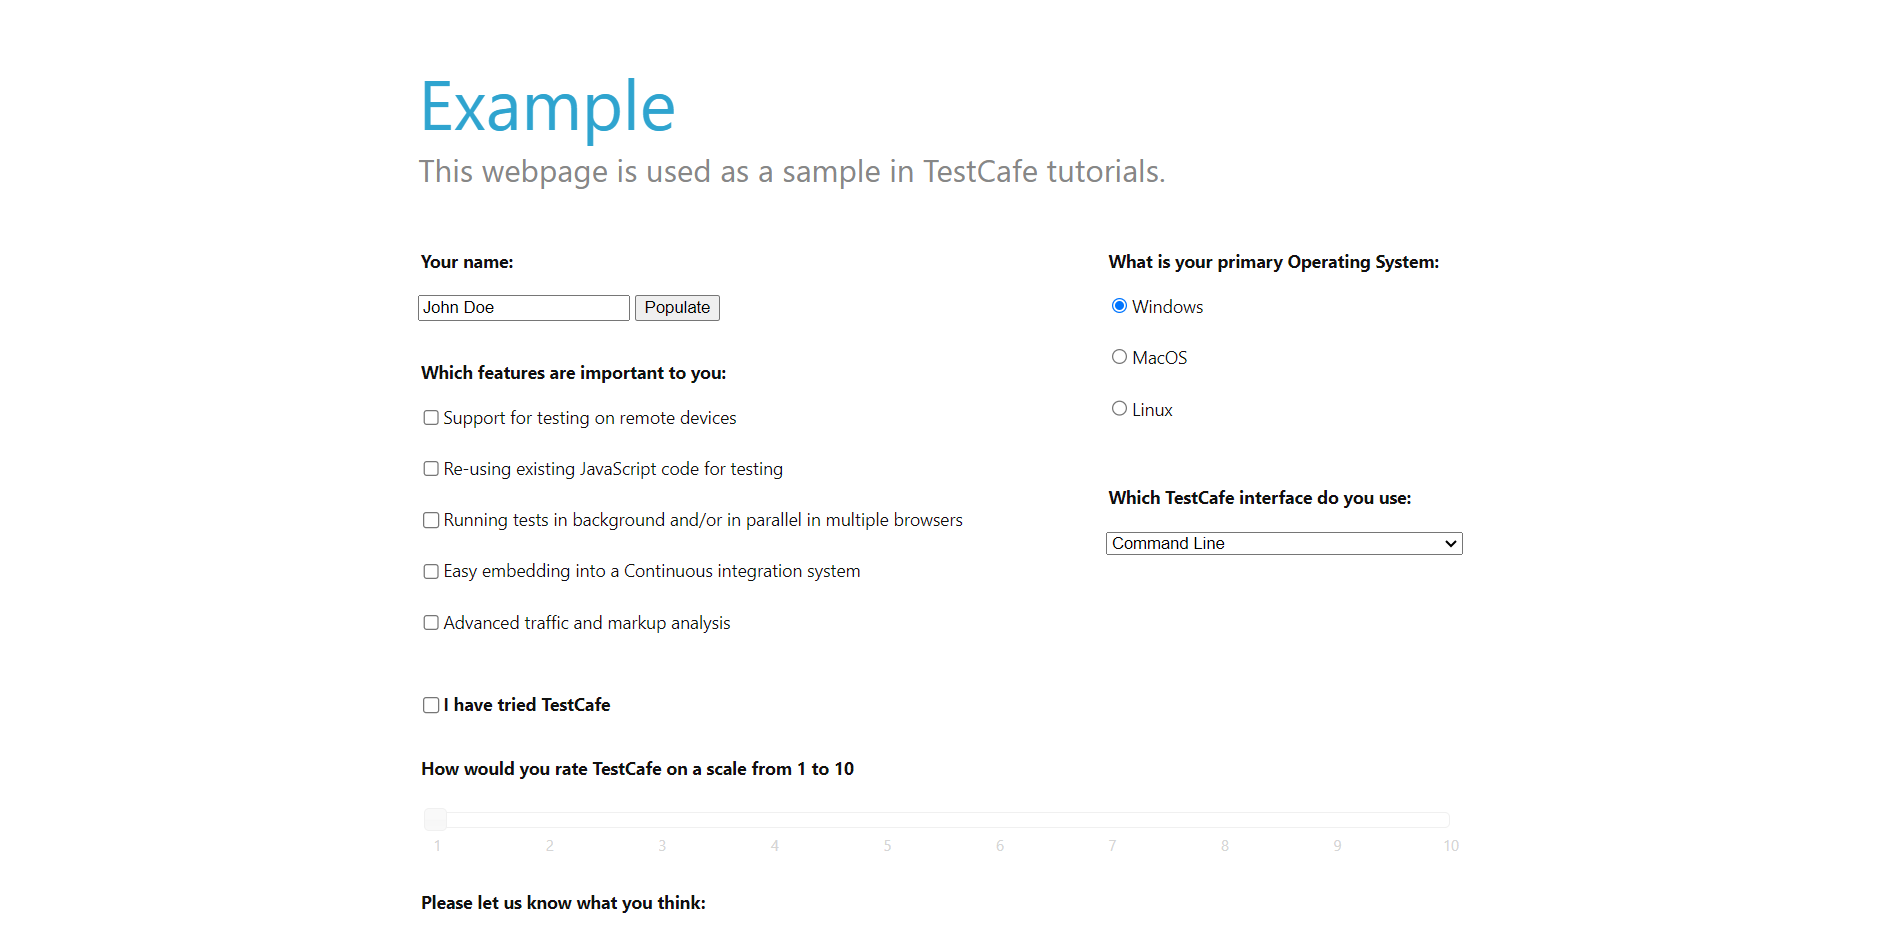 Example
This webpage is used as a sample in TestCafe tutorials.
Your name:
John Doe Populate
Which features are important to you:
Support for testing on remote devices
Re-using existing JavaScript code for testing
Running tests in background and/or in parallel in multiple browsers
Easy embedding into a Continuous integration system
Advanced traffic and markup analysis
What is your primary Operating System:
Windows
MacOS
Linux
Which TestCafe interface do you use:
Command Line
I have tried TestCafe
How would you rate TestCafe on a scale from 1 to 10
1 2 3 4 5 6 7 8 9 10
Please let us know what you think: